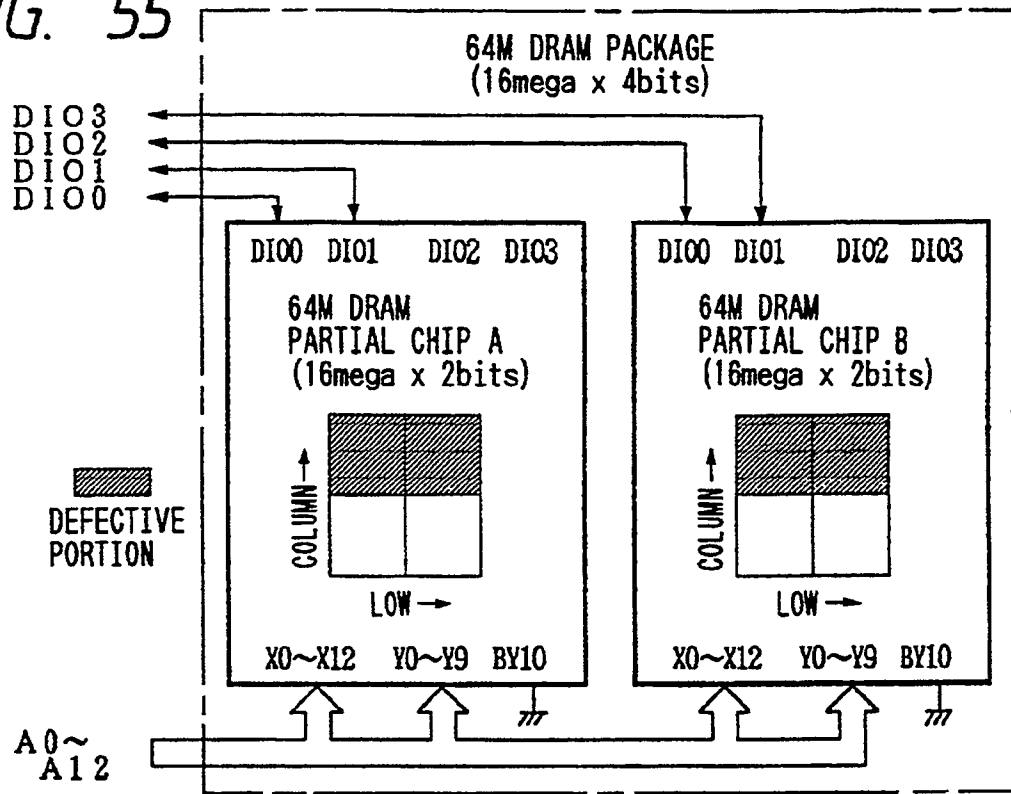 G. 55
64M DRAM PACKAGE
(16mega x 4bits)
DIO3
DIO2
DIO1
DIO0
DIO0 DIO1 DIO2 DIO3
64M DRAM
PARTIAL CHIP A
(16mega x 2bits)
COLUMN
LOW
X0~X12 Y0~Y9 BY10
DIO0 DIO1 DIO2 DIO3
64M DRAM
PARTIAL CHIP B
(16mega x 2bits)
COLUMN
LOW
X0~X12 Y0~Y9 BY10
DEFECTIVE
PORTION
A0~
A12